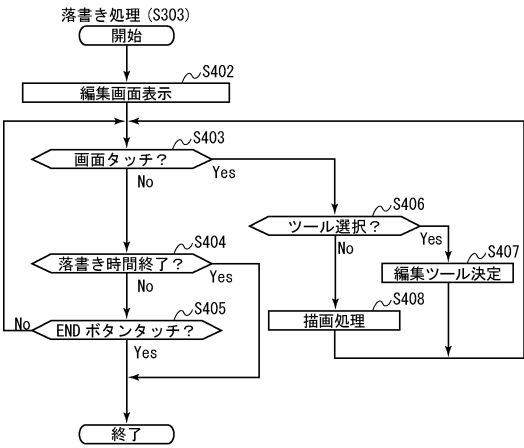 落書き処理(S303)
開始
S402
編集画面表示
S403
画面タッチ？
Yes
No
S406
ツール選択？
Yes
No
S407
編集ツール決定
S404
落書き時間終了？
Yes
No
S408
描画処理
S405
ENDボタンタッチ？
No
Yes
終了